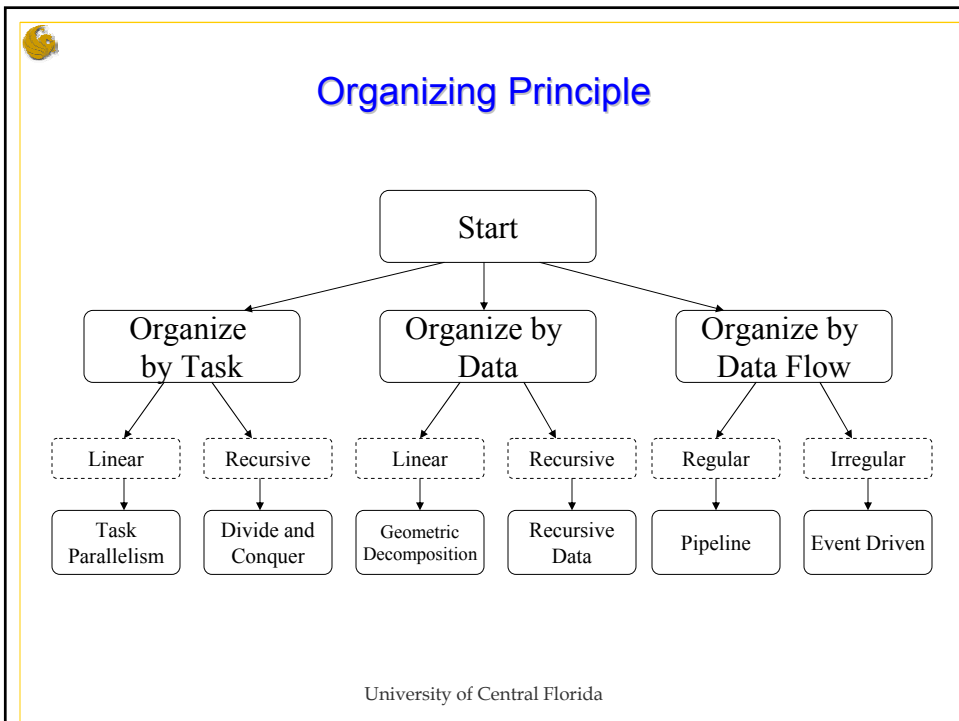 Organizing Principle
Start
Organize
by Task
Organize by
Data
Organize by
Data Flow
Linear
Recursive
Linear
Recursive
Regular
Irregular
Task
Parallelism
Divide and
Conquer
Geometric
Decomposition
Recursive
Data
Pipeline
Event Driven
University of Central Florida